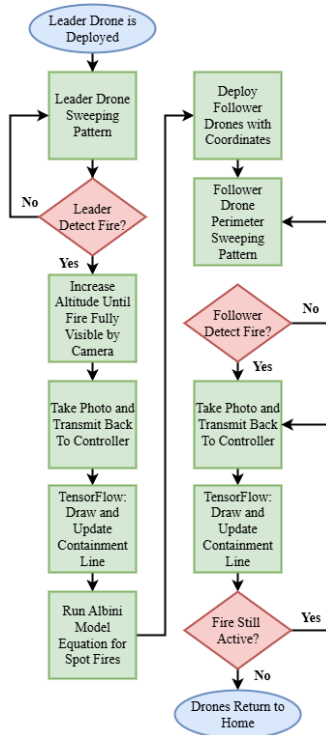 Leader Drone is
Deployed
Leader Drone
Sweeping
Pattern
No
Leader
Detect Fire?
Yes
Increase
Altitude Until
Fire Fully
Visible by
Camera
Take Photo and
Transmit Back
To Controller
TensorFlow:
Draw and
Update
Containment
Line
Run Albini
Model
Equation for
Spot Fires
Deploy
Follower
Drones with
Coordinates
Follower
Drone
Perimeter
Sweeping
Pattern
Follower
Detect Fire?
No
Yes
Take Photo and
Transmit Back
To Controller
TensorFlow:
Draw and
Update
Containment
Line
Fire Still
Active?
Yes
No
Drones Return to
Home